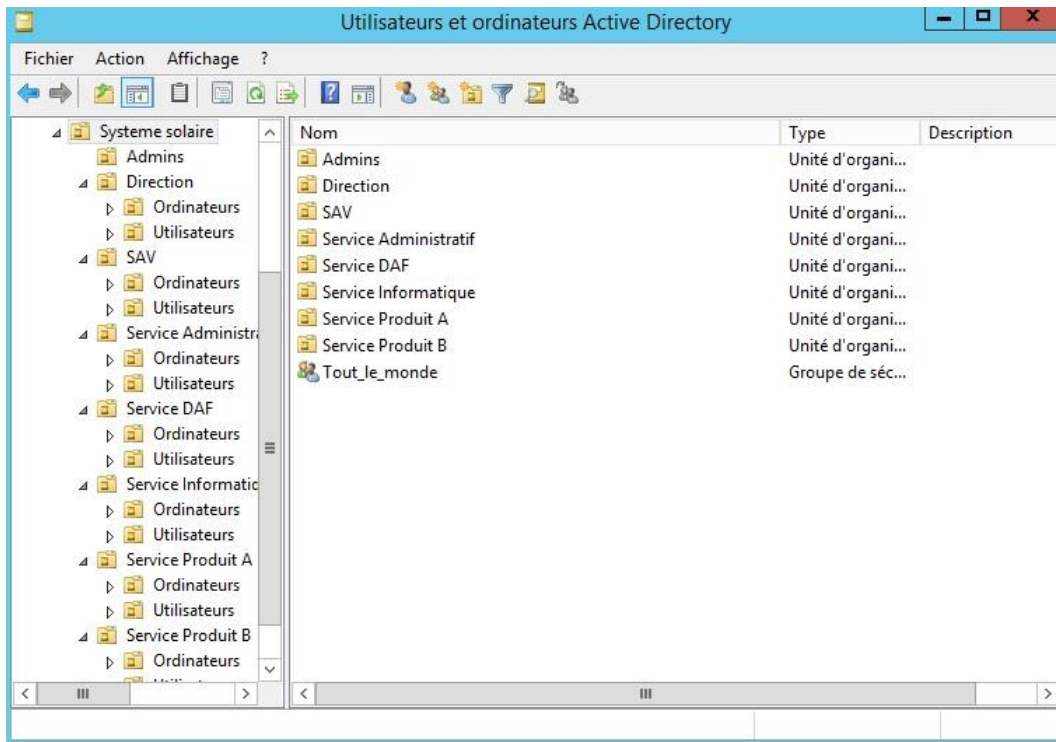 Utilisateurs et ordinateurs Active Directory
Fichier Action Affichage ?
Systeme solaire
Admins
Direction
Ordinateurs
Utilisateurs
SAV
Ordinateurs
Utilisateurs
Service Administra
Ordinateurs
Utilisateurs
Service DAF
Ordinateurs
Utilisateurs
Service Informatic
Ordinateurs
Utilisateurs
Service Produit A
Ordinateurs
Utilisateurs
Service Produit B
Ordinateurs
Nom Type Description
Admins Unité d'organi...
Direction Unité d'organi...
SAV Unité d'organi...
Service Administratif Unité d'organi...
Service DAF Unité d'organi...
Service Informatique Unité d'organi...
Service Produit A Unité d'organi...
Service Produit B Unité d'organi...
Tout_le_monde Groupe de séc...